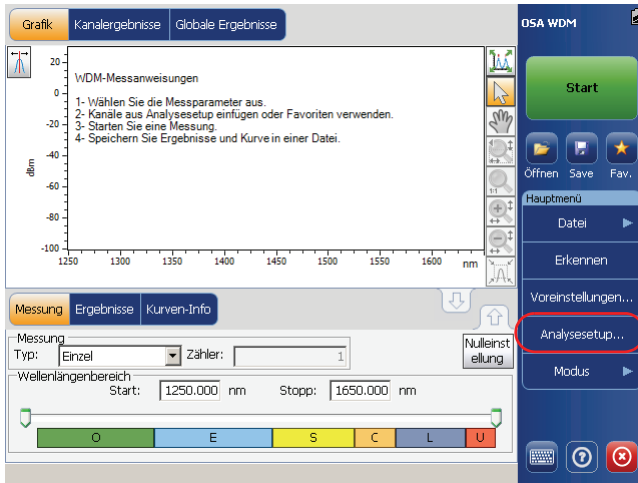 Grafik
Kanalergebnisse
Globale Ergebnisse
20
0
-20
-40
-60
-80
-100
dBm
WDM-Messanweisungen
1- Wählen Sie die Messparameter aus.
2- Kanäle aus Analysesetup einfügen oder Favoriten verwenden.
3- Starten Sie eine Messung.
4- Speichern Sie Ergebnisse und Kurve in einer Datei.
1250 1300 1350 1400 1450 1500 1550 1600 nm
1:1
Messung
Ergebnisse
Kurven-Info
Messung
Typ: Einzel Zähler: 1
Nulleinst
ellung
Wellenlängenbereich
Start: 1250.000 nm Stopp: 1650.000 nm
O E S C L U
OSA WDM
Start
Öffnen Save Fav.
Hauptmenü
Datei
Erkennen
Voreinstellungen...
Analysesetup...
Modus